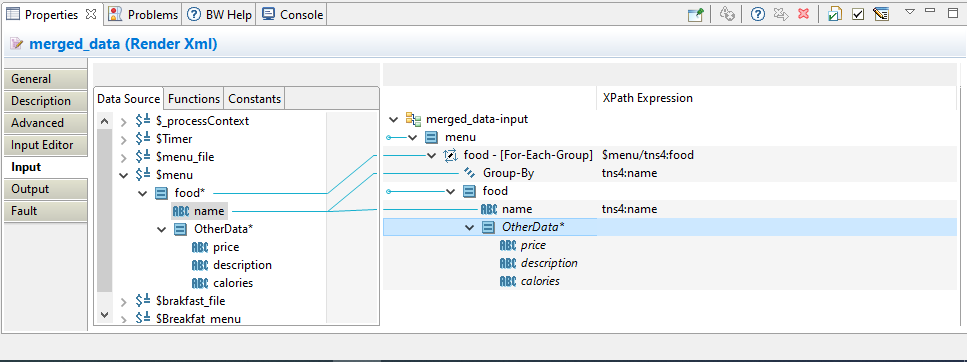 Properties Problems BW Help Console
merged_data (Render Xml)
General
Description
Advanced
Input Editor
Input
Output
Fault
Data Source Functions Constants
$_processContext
$Timer
$menu_file
$menu
food*
name
OtherData*
price
description
calories
$brakfast_file
$Breakfat_menu
XPath Expression
merged_data-input
menu
food - [For-Each-Group] $menu/tns4:food
Group-By tns4:name
food
name tns4:name
OtherData*
price
description
calories